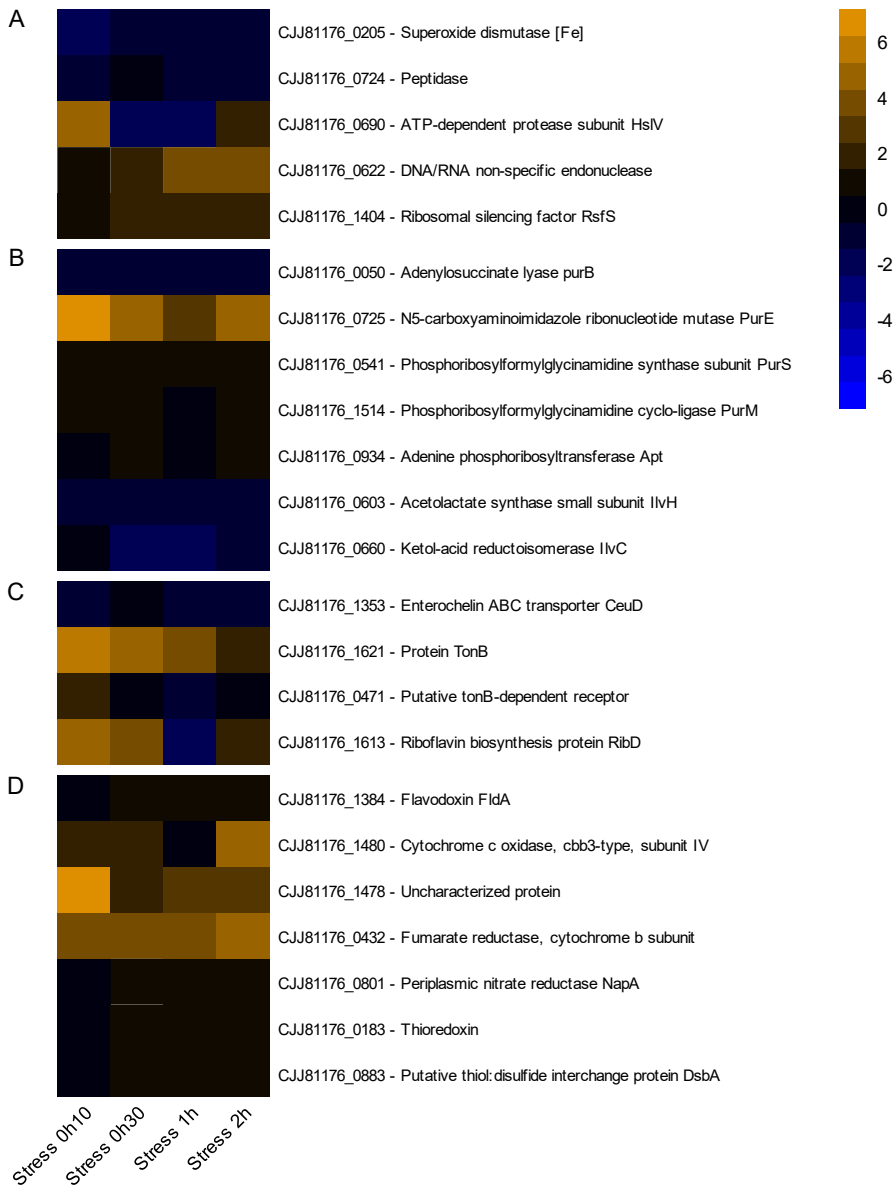 A
CJJ81176_0205 - Superoxide dismutase [Fe]
CJJ81176_0724 - Peptidase
CJJ81176_0690 - ATP-dependent protease subunit HslV
CJJ81176_0622 - DNA/RNA non-specific endonuclease
CJJ81176_1404 - Ribosomal silencing factor RsfS
B
CJJ81176_0050 - Adenylosuccinate lyase purB
CJJ81176_0725 - N5-carboxyaminoimidazole ribonucleotide mutase PurE
CJJ81176_0541 - Phosphoribosylformylglycinamidine synthase subunit PurS
CJJ81176_1514 - Phosphoribosylformylglycinamidine cyclo-ligase PurM
CJJ81176_0934 - Adenine phosphoribosyltransferase Apt
CJJ81176_0603 - Acetolactate synthase small subunit IlvH
CJJ81176_0660 - Ketol-acid reductoisomerase IlvC
C
CJJ81176_1353 - Enterochelin ABC transporter CeuD
CJJ81176_1621 - Protein TonB
CJJ81176_0471 - Putative tonB-dependent receptor
CJJ81176_1613 - Riboflavin biosynthesis protein RibD
D
CJJ81176_1384 - Flavodoxin FldA
CJJ81176_1480 - Cytochrome c oxidase, cbb3-type, subunit IV
CJJ81176_1478 - Uncharacterized protein
CJJ81176_0432 - Fumarate reductase, cytochrome b subunit
CJJ81176_0801 - Periplasmic nitrate reductase NapA
CJJ81176_0183 - Thioredoxin
CJJ81176_0883 - Putative thiol:disulfide interchange protein DsbA
Stress 0h10
Stress 0h30
Stress 1h
Stress 2h
6
4
2
0
-2
-4
-6